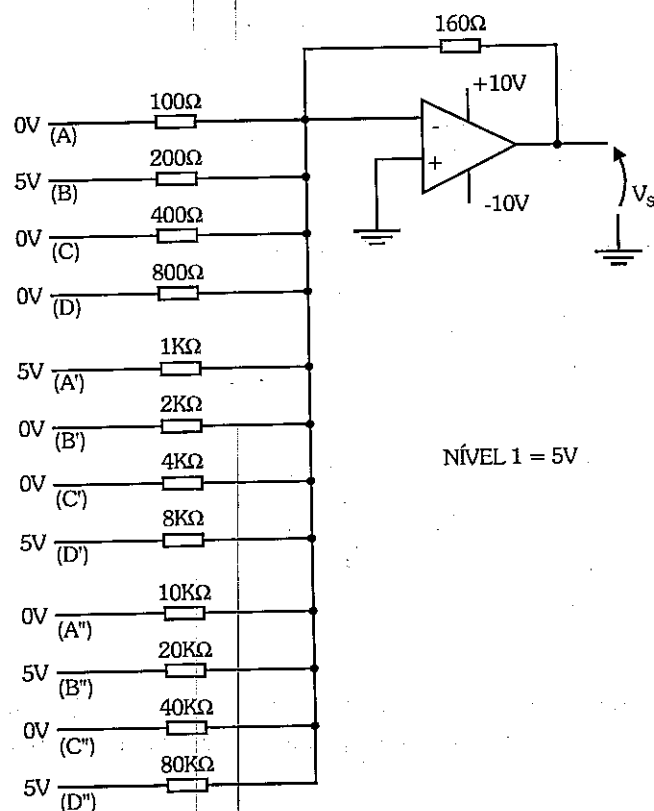 160Ω
+10V
100Ω
0V (A)
-
+
-10V
Vs
200Ω
5V (B)
400Ω
0V (C)
800Ω
0V (D)
1KΩ
5V (A')
2KΩ
0V (B')
NÍVEL 1 = 5V
4KΩ
0V (C')
8KΩ
5V (D')
10KΩ
0V (A")
20KΩ
5V (B")
40KΩ
0V (C")
80KΩ
5V (D")